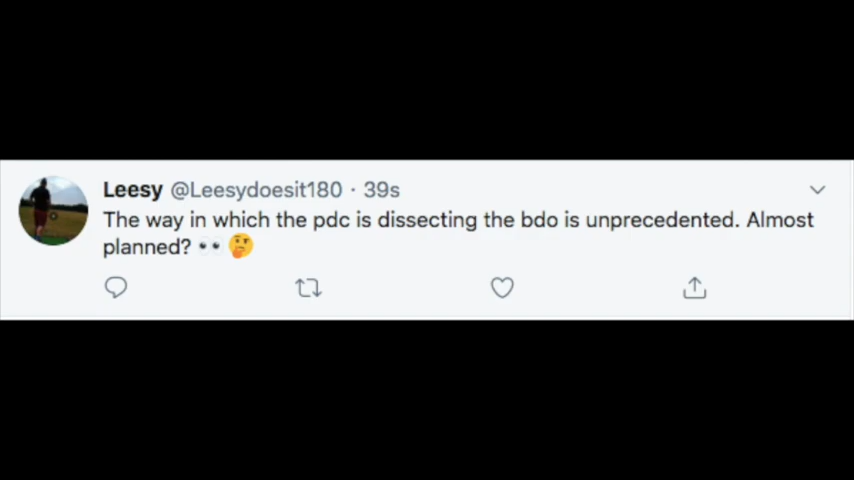 Leesy @Leesydoesit180 · 39s
The way in which the pdc is dissecting the bdo is unprecedented. Almost
planned? 👀 🤔